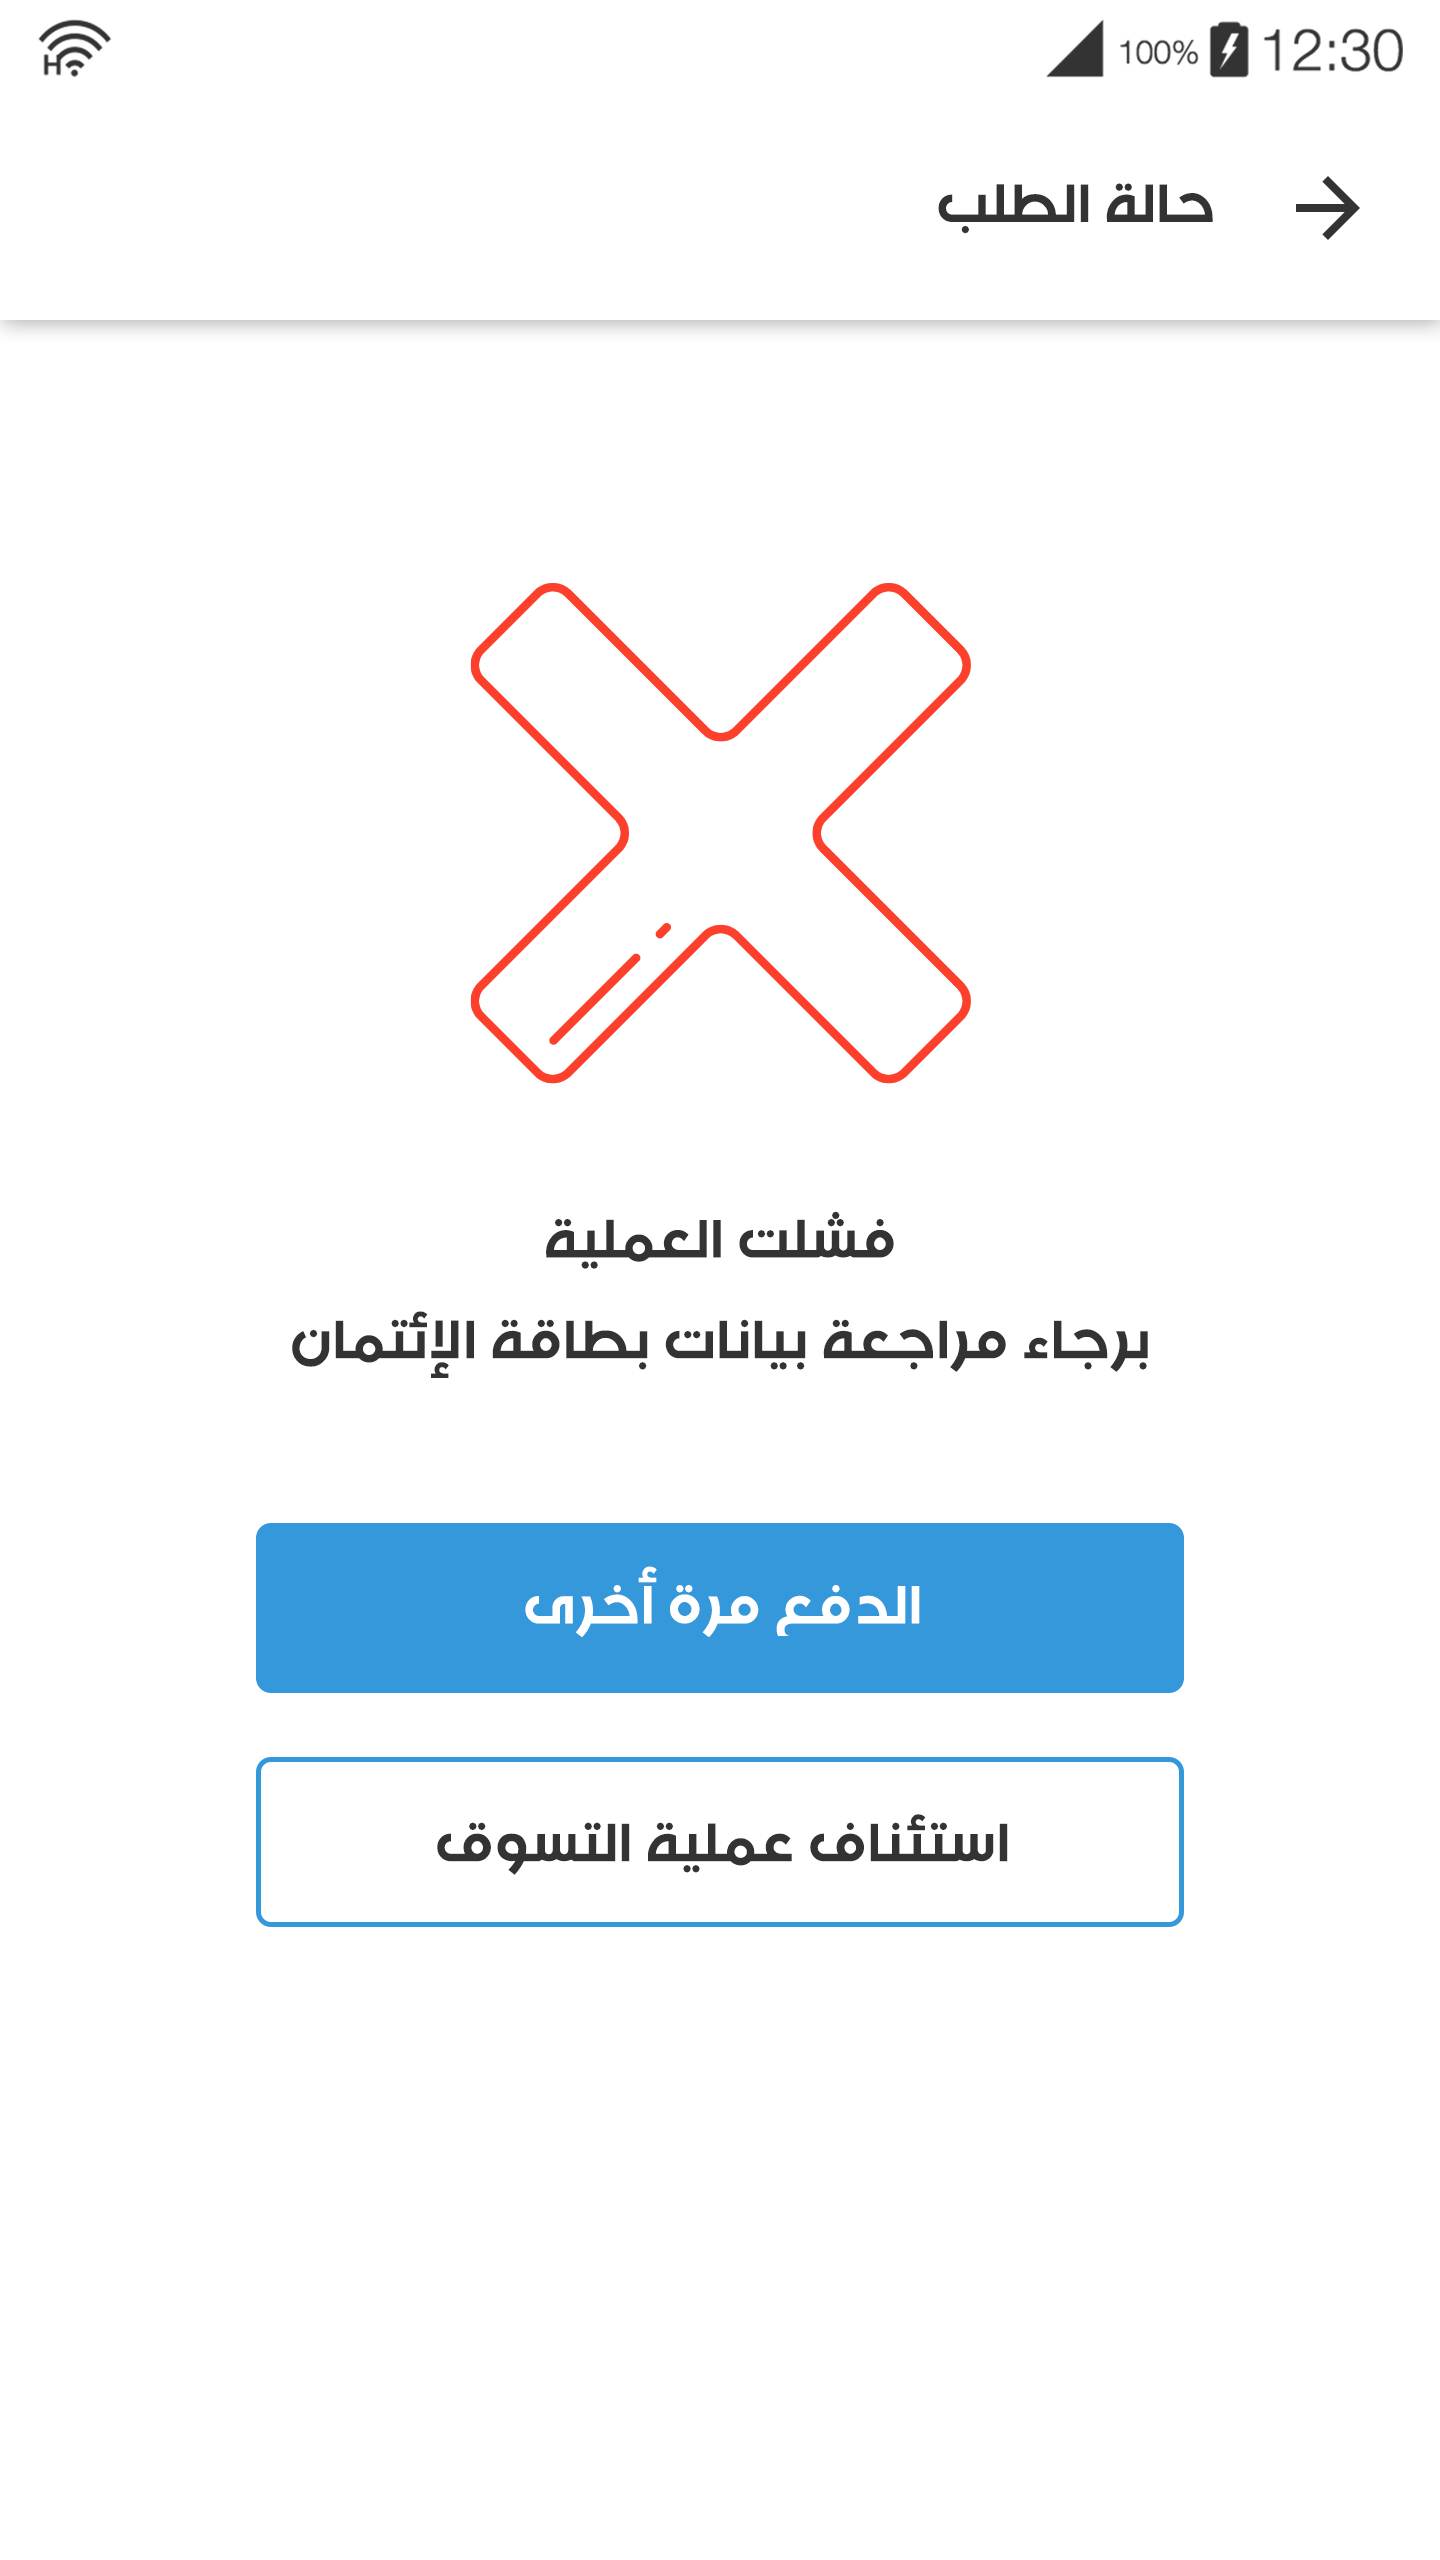 100% 12:30
حالة الطلب
فشلت العملية
برجاء مراجعة بيانات بطاقة الإئتمان
الدفع مرة أخرى
استئناف عملية التسوق